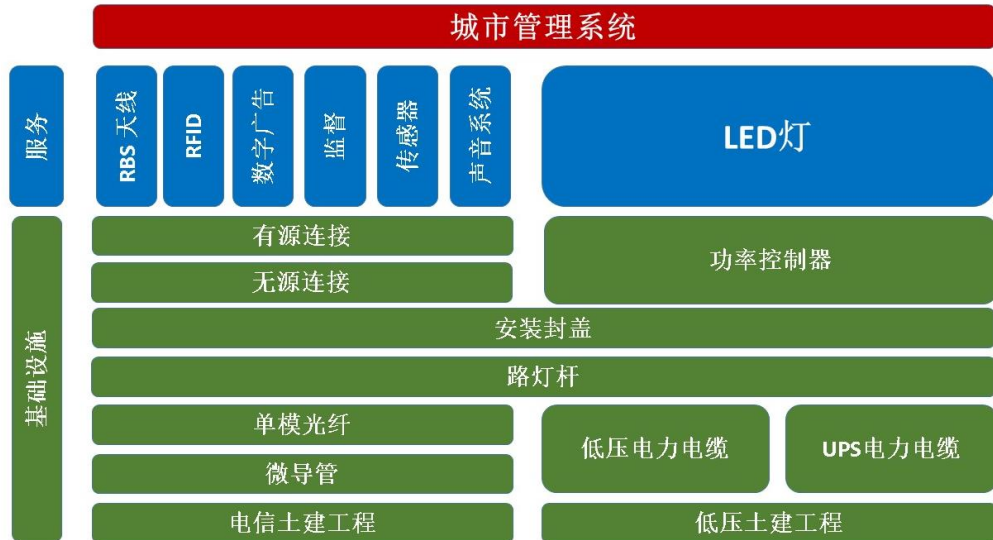 城市管理系统
服务
RBS 天线
RFID
数字广告
监督
传感器
声音系统
LED灯
基础设施
有源连接
功率控制器
无源连接
安装封盖
路灯杆
单模光纤
低压电力电缆
UPS电力电缆
微导管
电信土建工程
低压土建工程